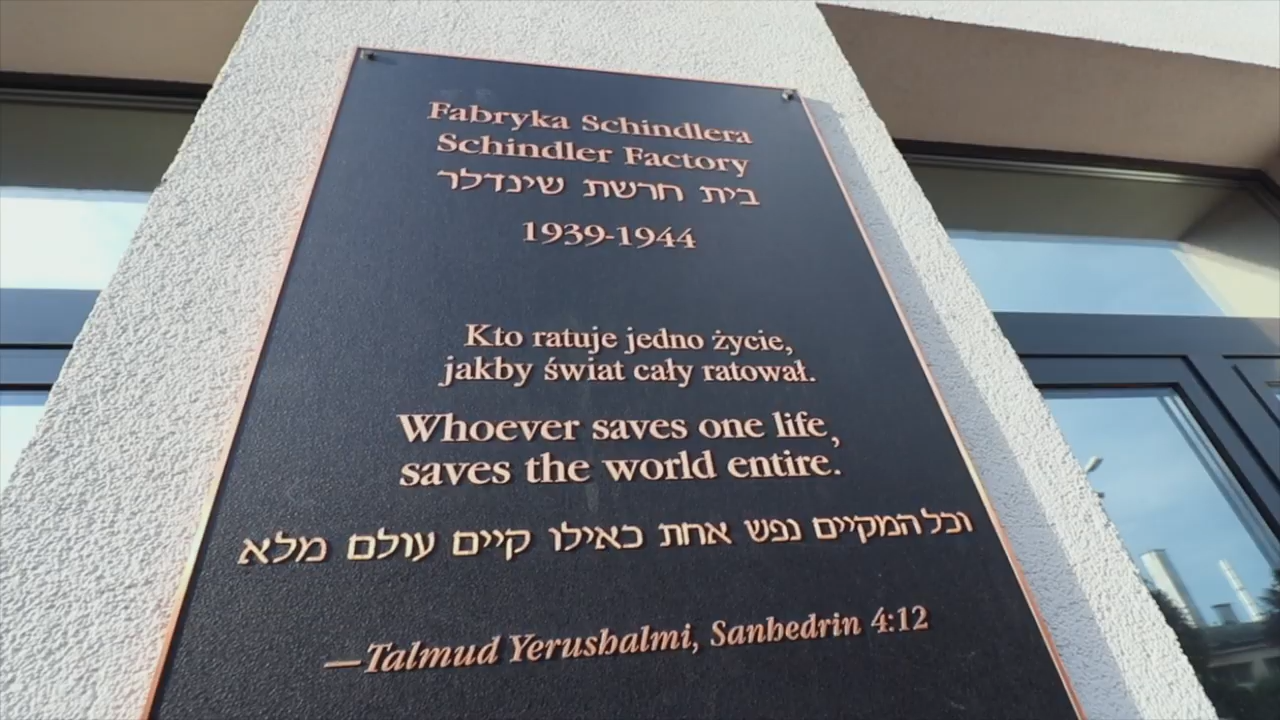 Fabryka Schindlera
Schindler Factory
בית חרשת שינדלר
1939-1944
Kto ratuje jedno życie,
jakby świat cały ratował.
Whoever saves one life,
saves the world entire.
וכל המקיים נפש אחת כאילו קיים עולם מלא
—Talmud Yerushalmi, Sanhedrin 4:12